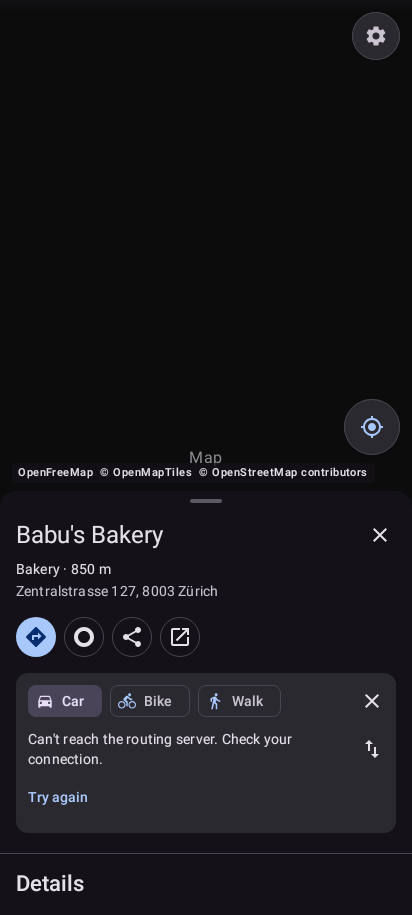 Map
OpenFreeMap © OpenMapTiles © OpenStreetMap contributors
Babu's Bakery
Bakery · 850 m
Zentralstrasse 127, 8003 Zürich
Car
Bike
Walk
Can't reach the routing server. Check your
connection.
Try again
Details